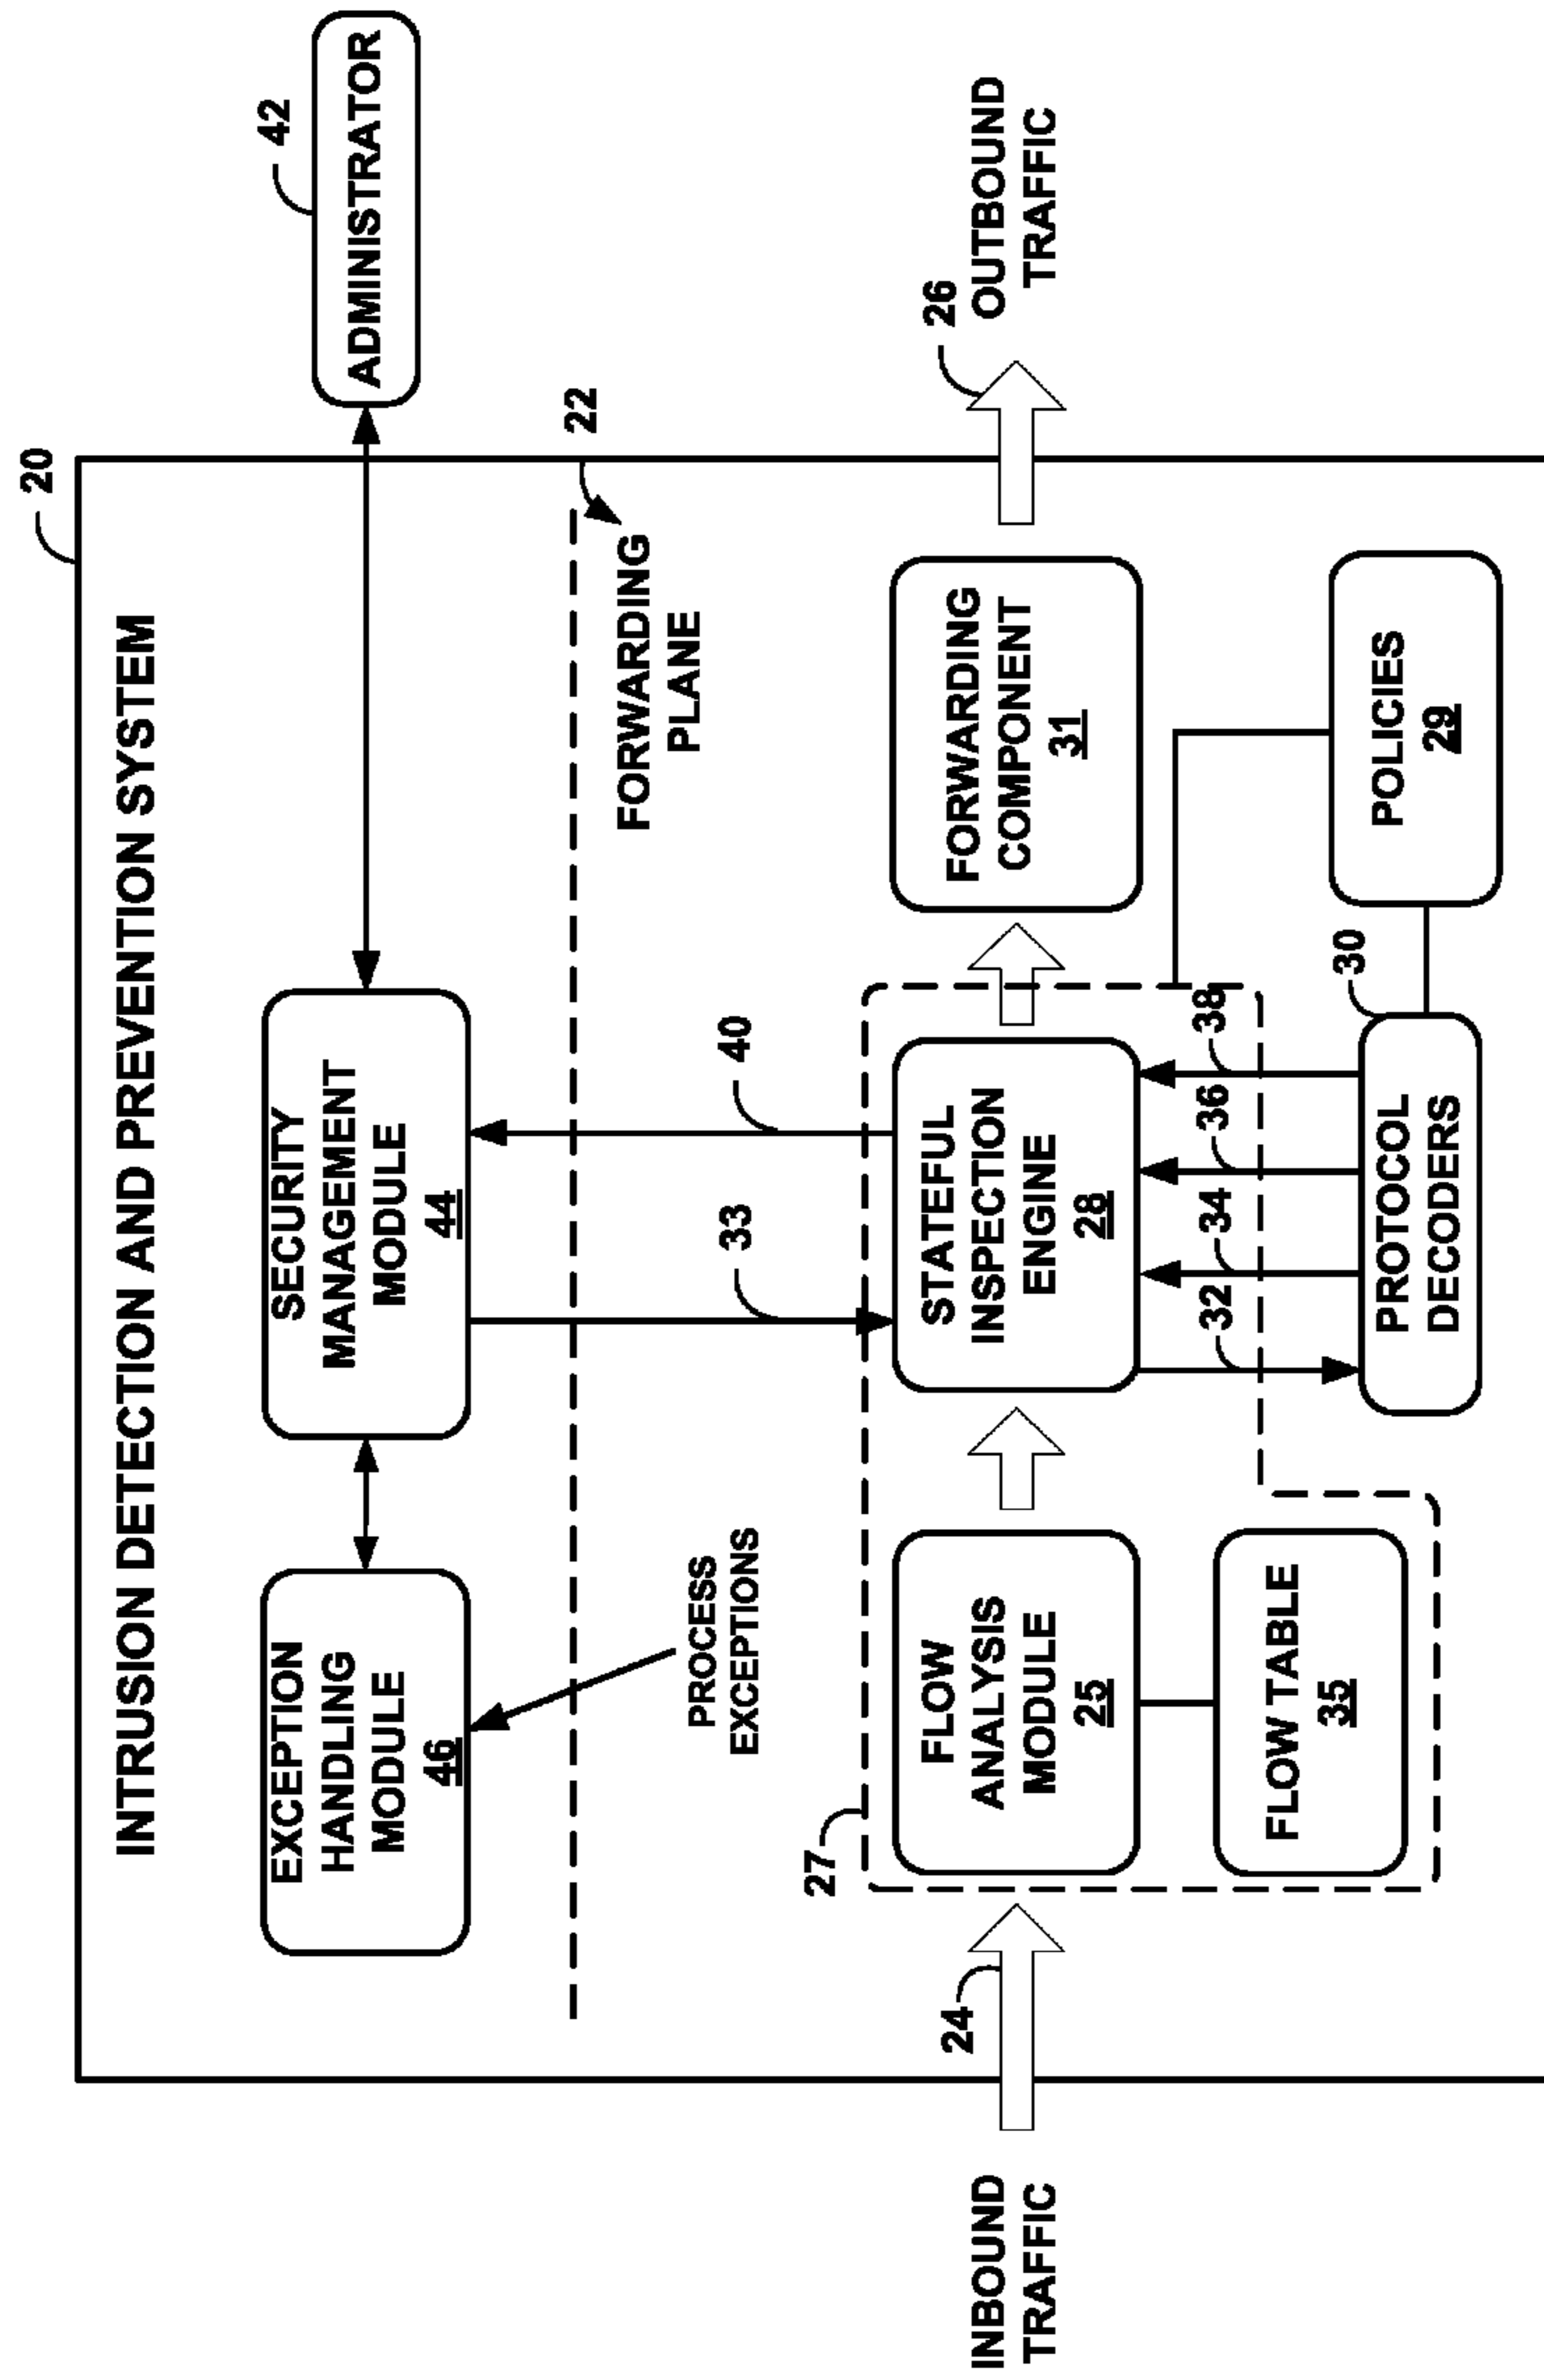 20
INTRUSION DETECTION AND PREVENTION SYSTEM
42
EXCEPTION
HANDLING
MODULE
46
SECURITY
MANAGEMENT
MODULE
44
ADMINISTRATOR
22
FORWARDING
PLANE
PROCESS
EXCEPTIONS
33
40
27
24
26
INBOUND
TRAFFIC
FLOW
ANALYSIS
MODULE
25
STATEFUL
INSPECTION
ENGINE
28
FORWARDING
COMPONENT
31
OUTBOUND
TRAFFIC
32
34
36
38
FLOW TABLE
35
30
PROTOCOL
DECODERS
POLICIES
29